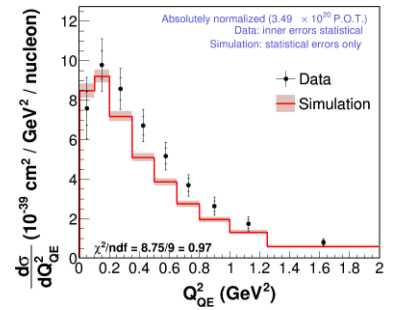 Absolutely normalized (3.49 ×10²⁰ P.O.T.)
Data: inner errors statistical
Simulation: statistical errors only
Data
Simulation
12
10
8
6
4
2
0
χ²/ndf = 8.75/9 = 0.97
0 0.2 0.4 0.6 0.8 1 1.2 1.4 1.6 1.8 2
Q²_QE (GeV²)
dσ/dQ²_QE (10⁻³⁹ cm² / GeV² / nucleon)